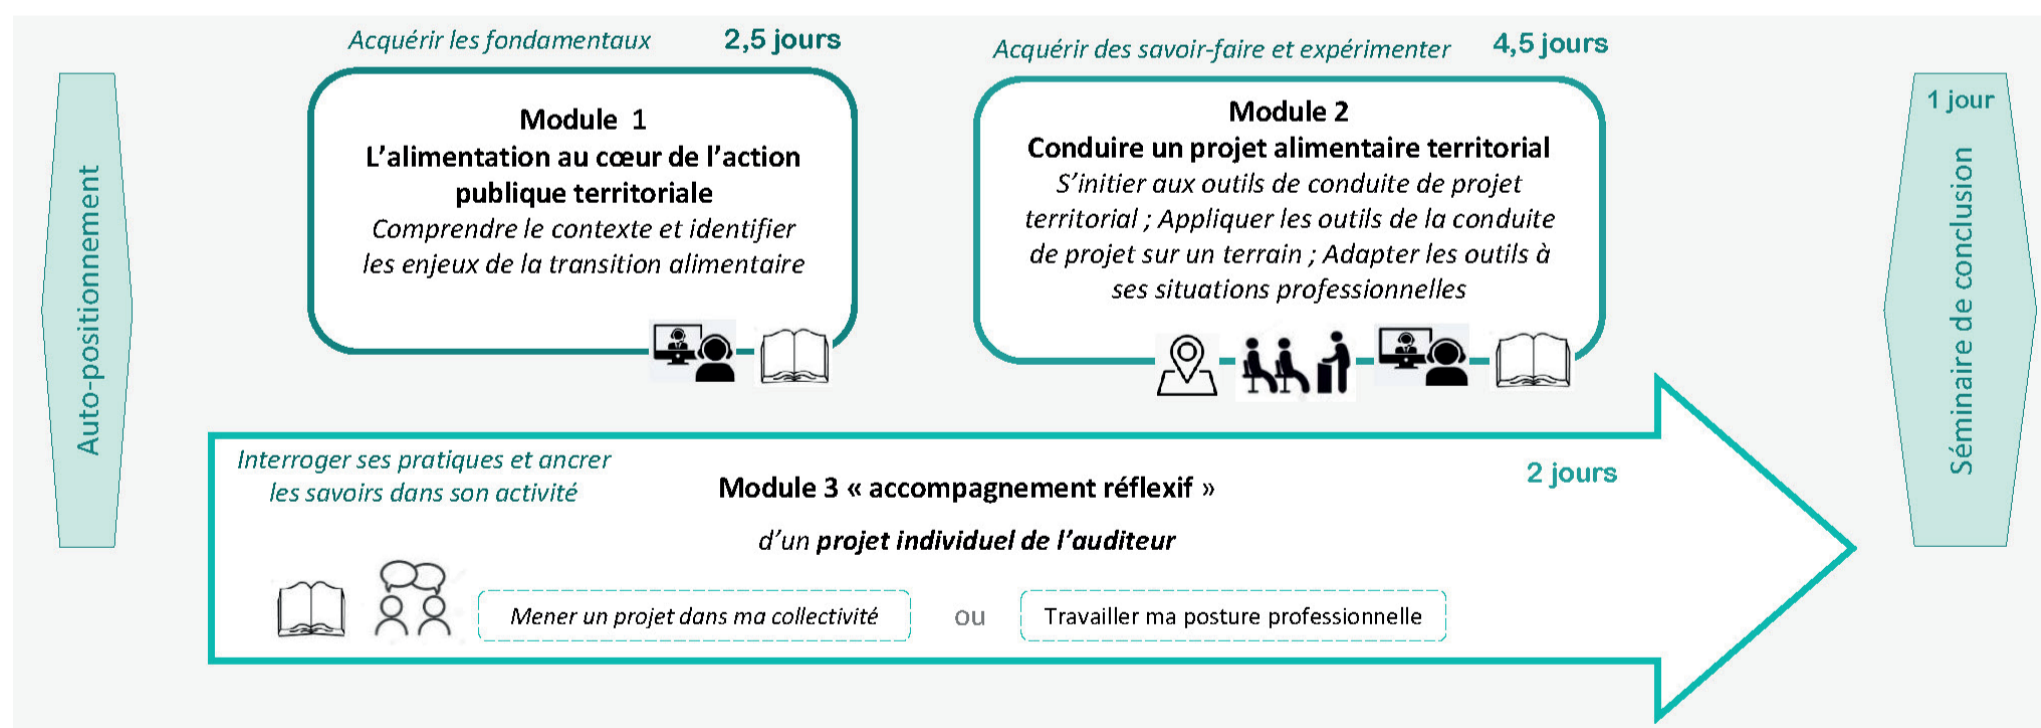 Auto-positionnement
Acquérir les fondamentaux
2,5 jours
Module 1
L’alimentation au cœur de l’action
publique territoriale
Comprendre le contexte et identifier
les enjeux de la transition alimentaire
Acquérir des savoir-faire et expérimenter
4,5 jours
Module 2
Conduire un projet alimentaire territorial
S’initier aux outils de conduite de projet
territorial ; Appliquer les outils de la conduite
de projet sur un terrain ; Adapter les outils à
ses situations professionnelles
Interroger ses pratiques et ancrer
les savoirs dans son activité
Module 3 « accompagnement réflexif »
2 jours
d’un projet individuel de l’auditeur
Mener un projet dans ma collectivité
ou
Travailler ma posture professionnelle
1 jour
Séminaire de conclusion